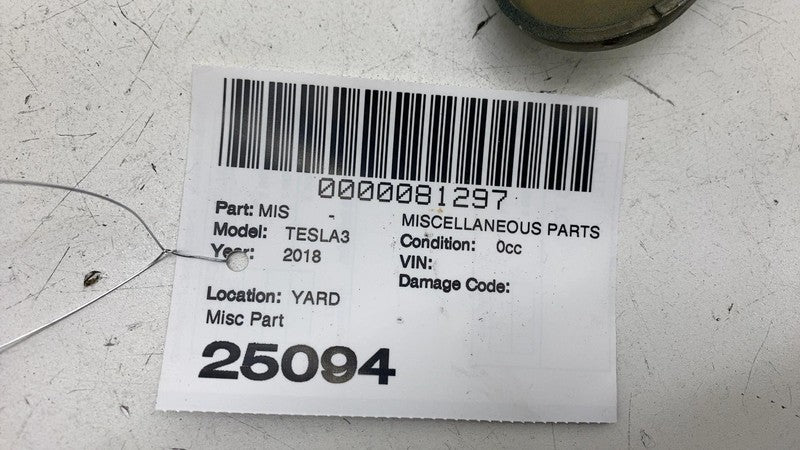 0000081297
Part: MIS - MISCELLANEOUS PARTS
Model: TESLA3 Condition: 0cc
Year: 2018 VIN:
Damage Code:
Location: YARD
Misc Part
25094